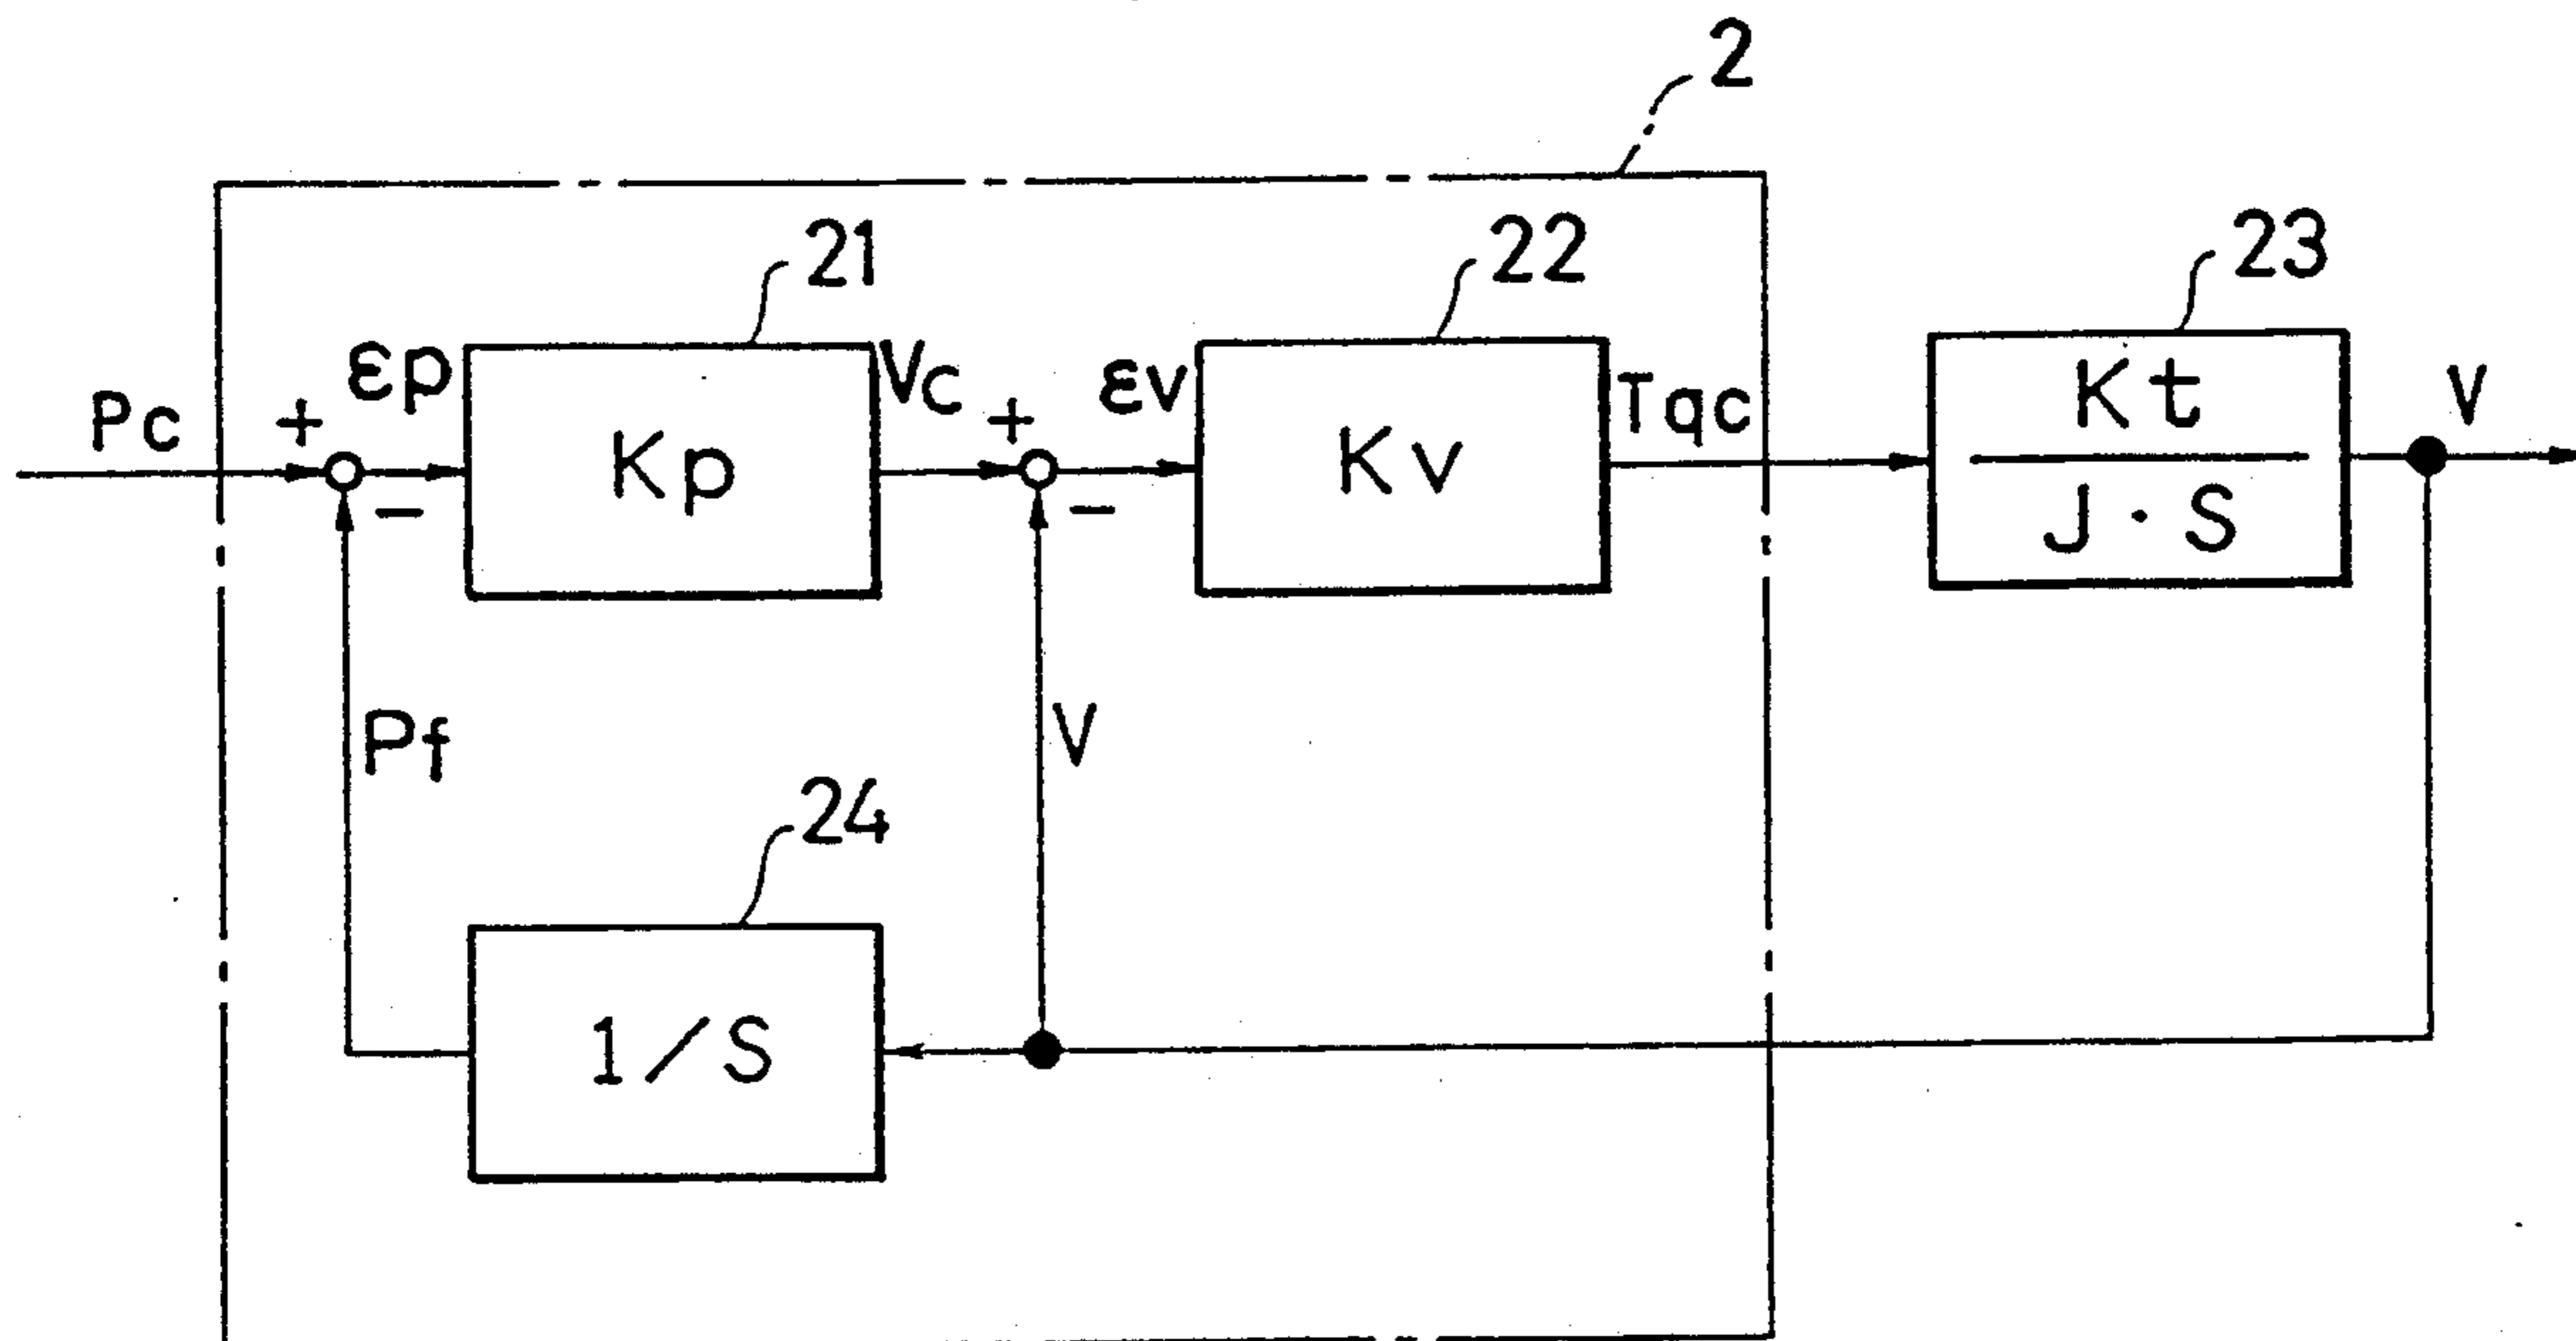 2
21
22
23
Pc
+
εp
Kp
Vc
+
εv
Kv
Tqc
Kt
J·S
V
−
−
Pf
V
24
1/S